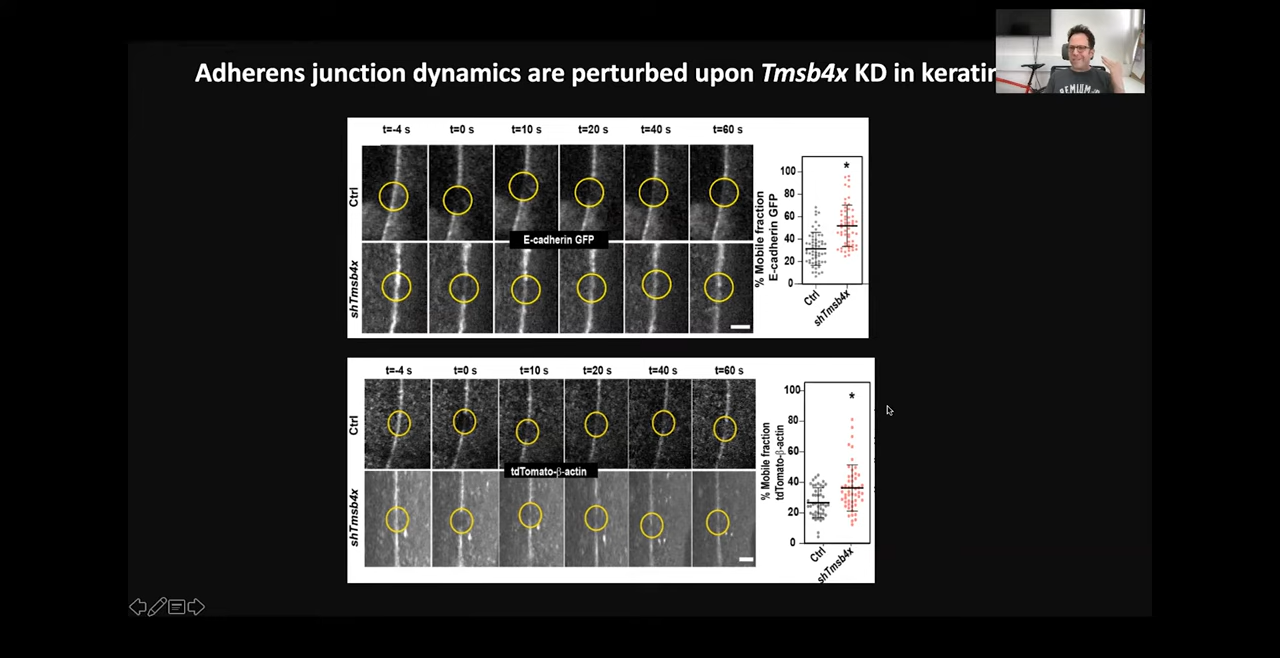 Adherens junction dynamics are perturbed upon Tmsb4x KD in keratin
PREMIUM
t=-4 s t=0 s t=10 s t=20 s t=40 s t=60 s
Ctrl
E-cadherin GFP
shTmsb4x
% Mobile fraction
E-cadherin GFP
100
80
60
40
20
0
*
Ctrl
shTmsb4x
t=-4 s t=0 s t=10 s t=20 s t=40 s t=60 s
Ctrl
tdTomato-β-actin
shTmsb4x
% Mobile fraction
tdTomato-β-actin
100
80
60
40
20
0
*
Ctrl
shTmsb4x